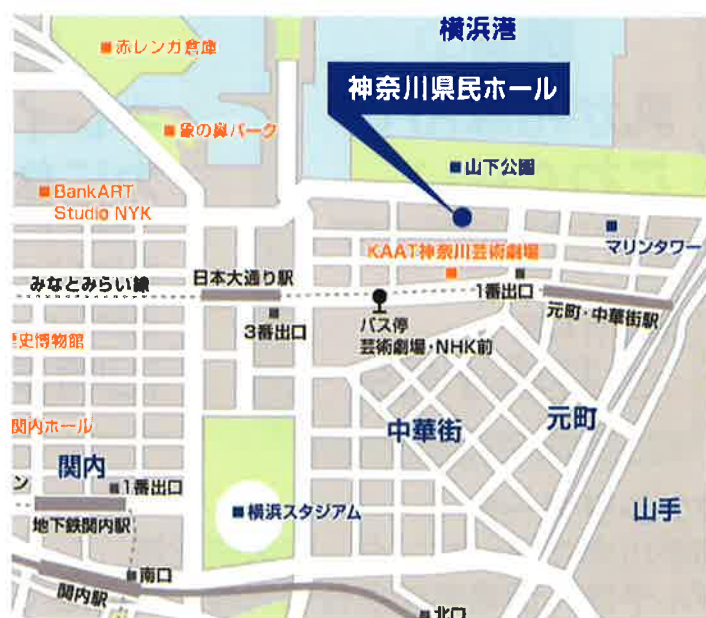 横浜港
赤レンガ倉庫
神奈川県民ホール
象の鼻パーク
山下公園
BankART
Studio NYK
マリンタワー
KAAT神奈川芸術劇場
日本大通り駅
みなとみらい線
1番出口
元町・中華街駅
3番出口
バス停
芸術劇場・NHK前
史博物館
関内ホール
中華街
元町
関内
ン
1番出口
地下鉄関内駅
横浜スタジアム
山手
南口
関内駅
北口